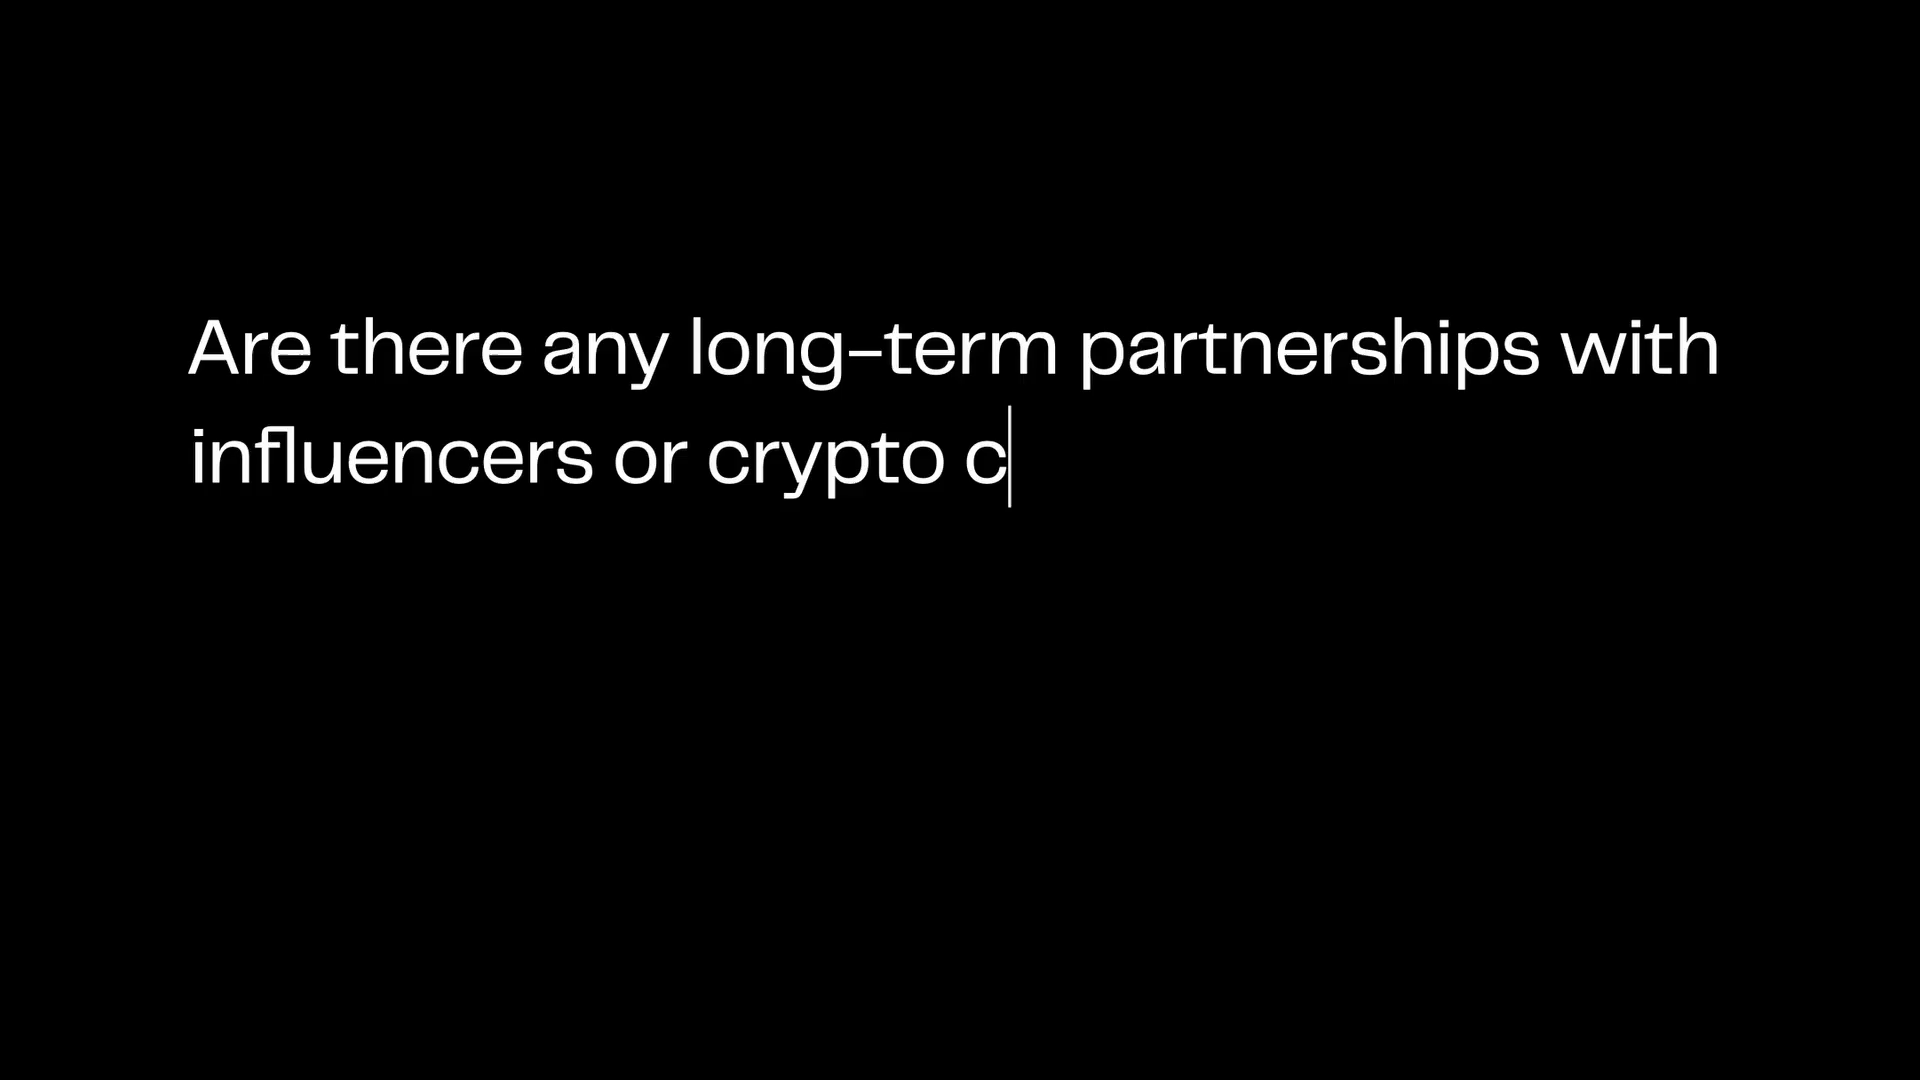 Are there any long-term partnerships with
influencers or crypto c